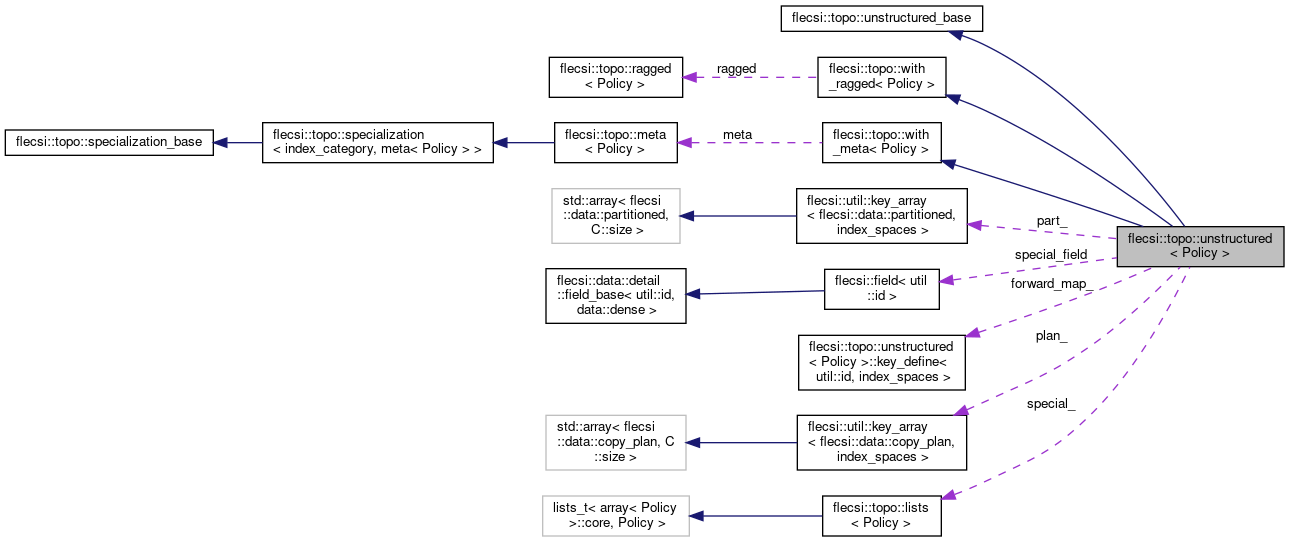 flecsi::topo::unstructured_base
flecsi::topo::ragged
< Policy >
ragged
flecsi::topo::with
_ragged< Policy >
flecsi::topo::specialization_base
flecsi::topo::specialization
< index_category, meta< Policy > >
flecsi::topo::meta
< Policy >
meta
flecsi::topo::with
_meta< Policy >
std::array< flecsi
::data::partitioned,
C::size >
flecsi::util::key_array
< flecsi::data::partitioned,
index_spaces >
part_
flecsi::topo::unstructured
< Policy >
flecsi::data::detail
::field_base< util::id,
data::dense >
flecsi::field< util
::id >
special_field
forward_map_
flecsi::topo::unstructured
< Policy >::key_define<
util::id, index_spaces >
plan_
std::array< flecsi
::data::copy_plan, C
::size >
flecsi::util::key_array
< flecsi::data::copy_plan,
index_spaces >
special_
lists_t< array< Policy
>::core, Policy >
flecsi::topo::lists
< Policy >